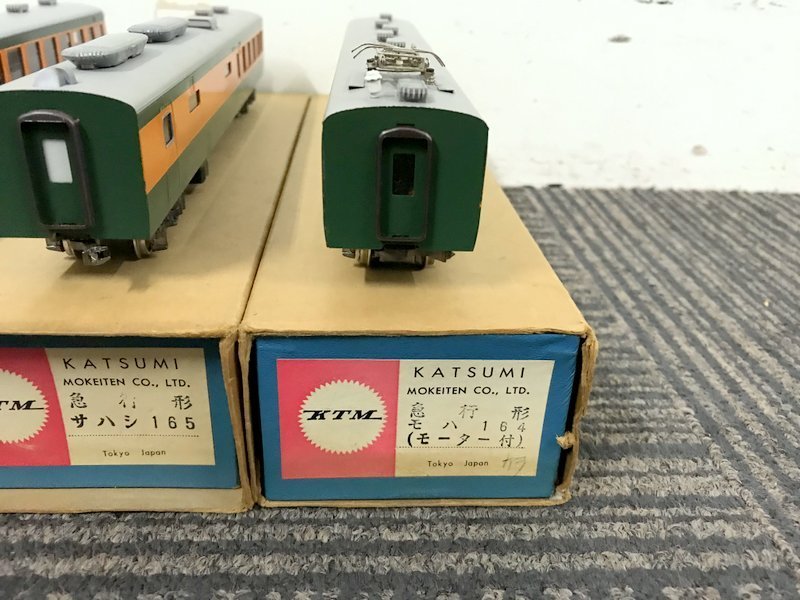 KATSUMI
MOKEITEN CO., LTD.
急行形
サハシ165
Tokyo Japan
KTM
KATSUMI
MOKEITEN CO., LTD.
急行形
モハ164
(モーター付)
Tokyo Japan